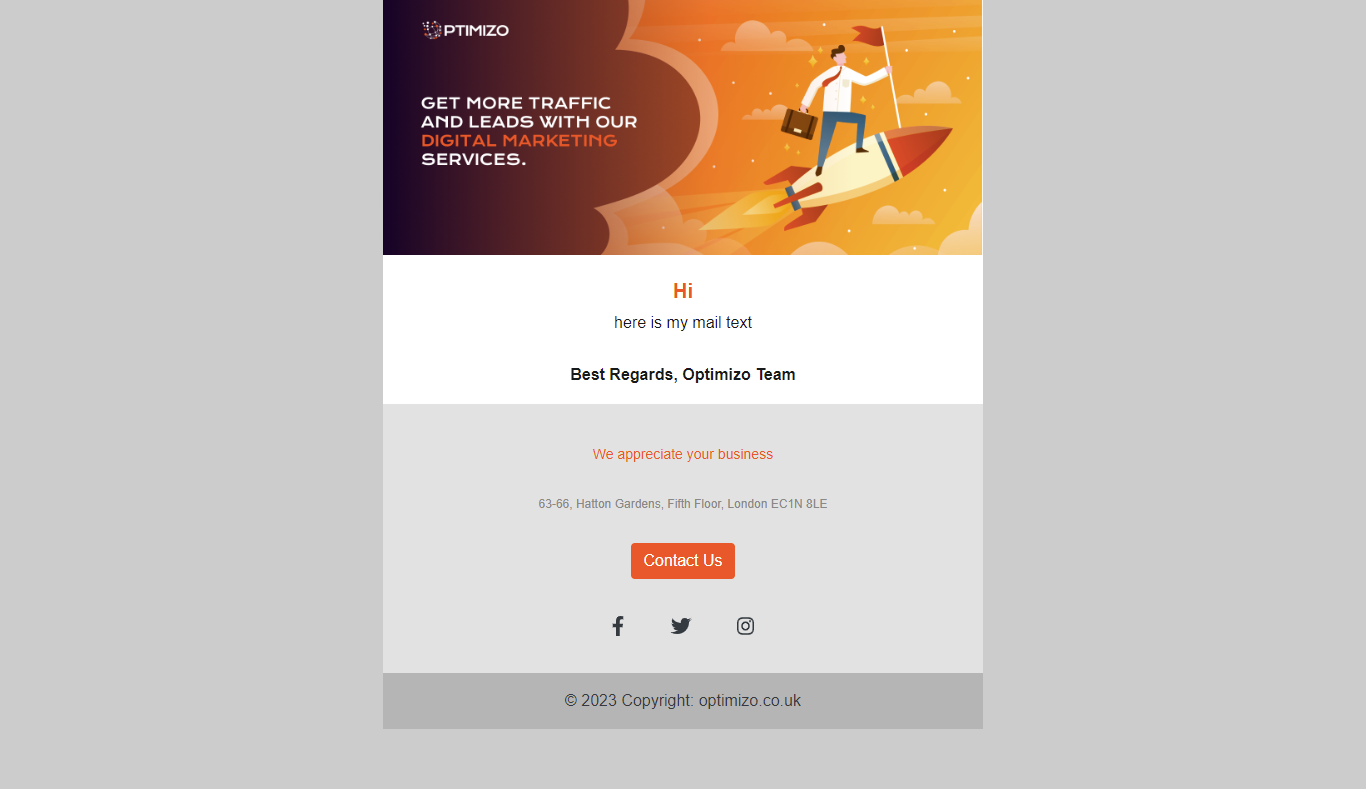 OPTIMIZO
GET MORE TRAFFIC
AND LEADS WITH OUR
DIGITAL MARKETING
SERVICES.
Hi
here is my mail text
Best Regards, Optimizo Team
We appreciate your business
63-66, Hatton Gardens, Fifth Floor, London EC1N 8LE
Contact Us
© 2023 Copyright: optimizo.co.uk